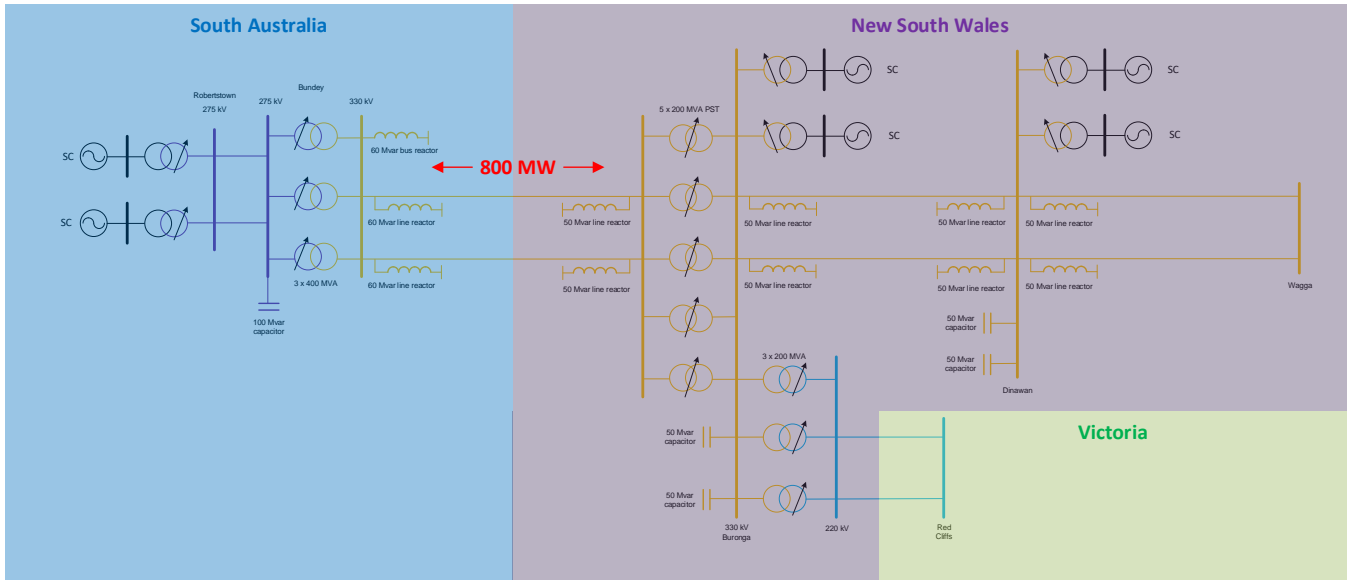 South Australia
New South Wales
SC
SC
Bundey
Robertstown
275 kV
275 kV
330 kV
5 x 200 MVA PST
SC
60 Mvar bus reactor
SC
SC
800 MW
SC
60 Mvar line reactor
50 Mvar line reactor
50 Mvar line reactor
50 Mvar line reactor
50 Mvar line reactor
3 x 400 MVA
60 Mvar line reactor
50 Mvar line reactor
50 Mvar line reactor
50 Mvar line reactor
50 Mvar line reactor
Wagga
100 Mvar
capacitor
50 Mvar
capacitor
3 x 200 MVA
50 Mvar
capacitor
Dinawan
50 Mvar
capacitor
Victoria
50 Mvar
capacitor
330 kV
Buronga
220 kV
Red
Cliffs